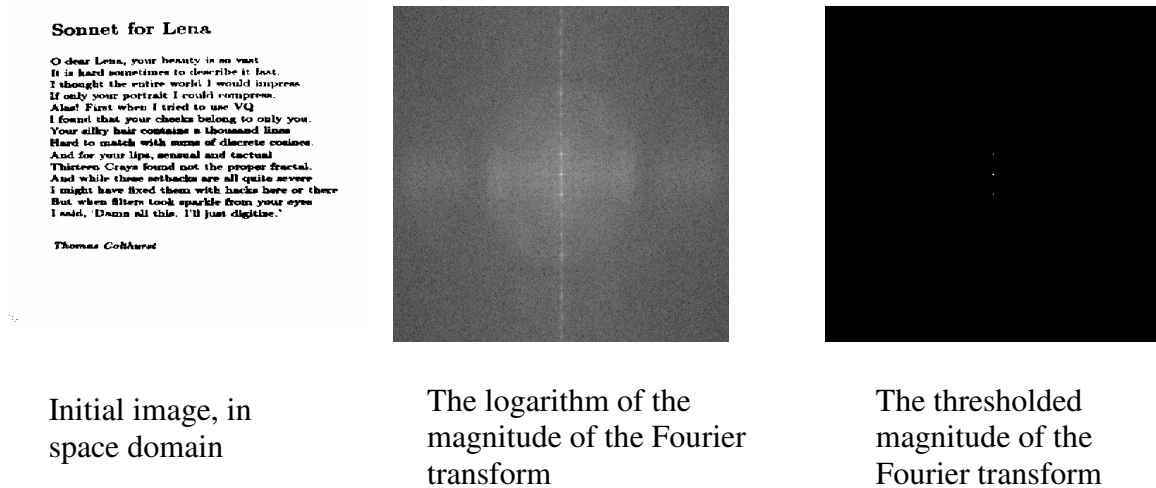 Sonnet for Lena
O dear Lena, your beauty is so vast
It is hard sometimes to describe it fast.
I thought the entire world I would impress
If only your portrait I could compress.
Alas! First when I tried to use VQ
I found that your cheeks belong to only you.
Your silky hair contains a thousand lines
Hard to match with sums of discrete cosines.
And for your lips, sensual and tactual
Thirteen Crays found not the proper fractal.
And while these setbacks are all quite severe
I might have fixed them with hacks here or there
But when filters took sparkle from your eyes
I said, 'Damn all this. I'll just digitize.'
Thomas Colthurst
Initial image, in
space domain
The logarithm of the
magnitude of the Fourier
transform
The thresholded
magnitude of the
Fourier transform